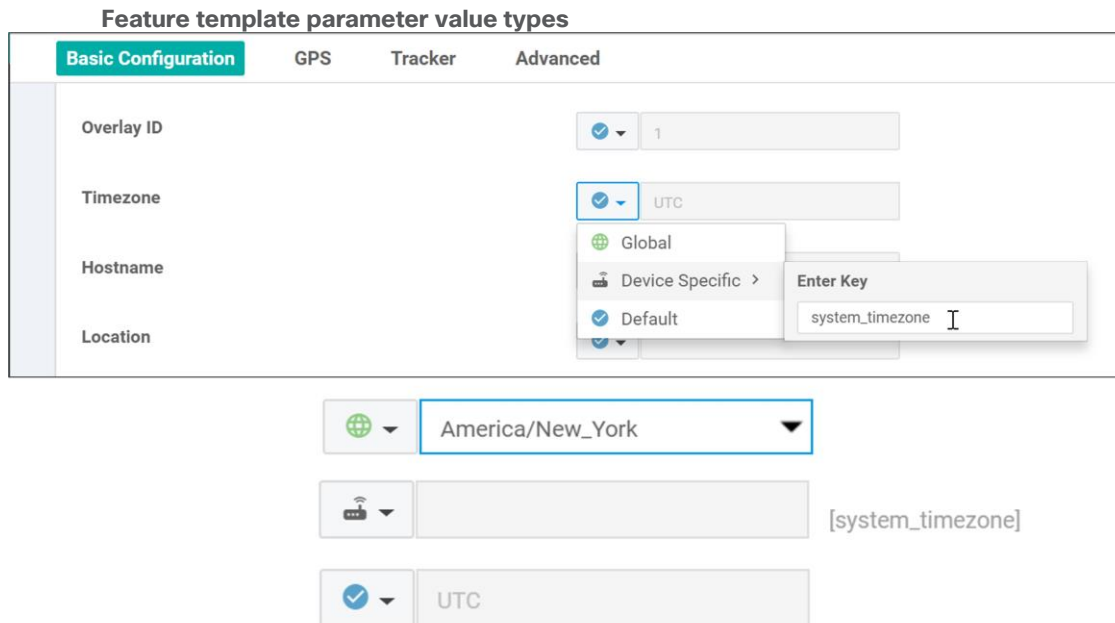 Feature template parameter value types
Basic Configuration GPS Tracker Advanced
Overlay ID 1
Timezone UTC
Global
Hostname
Device Specific > Enter Key
Default system_timezone
Location
America/New_York
[system_timezone]
UTC